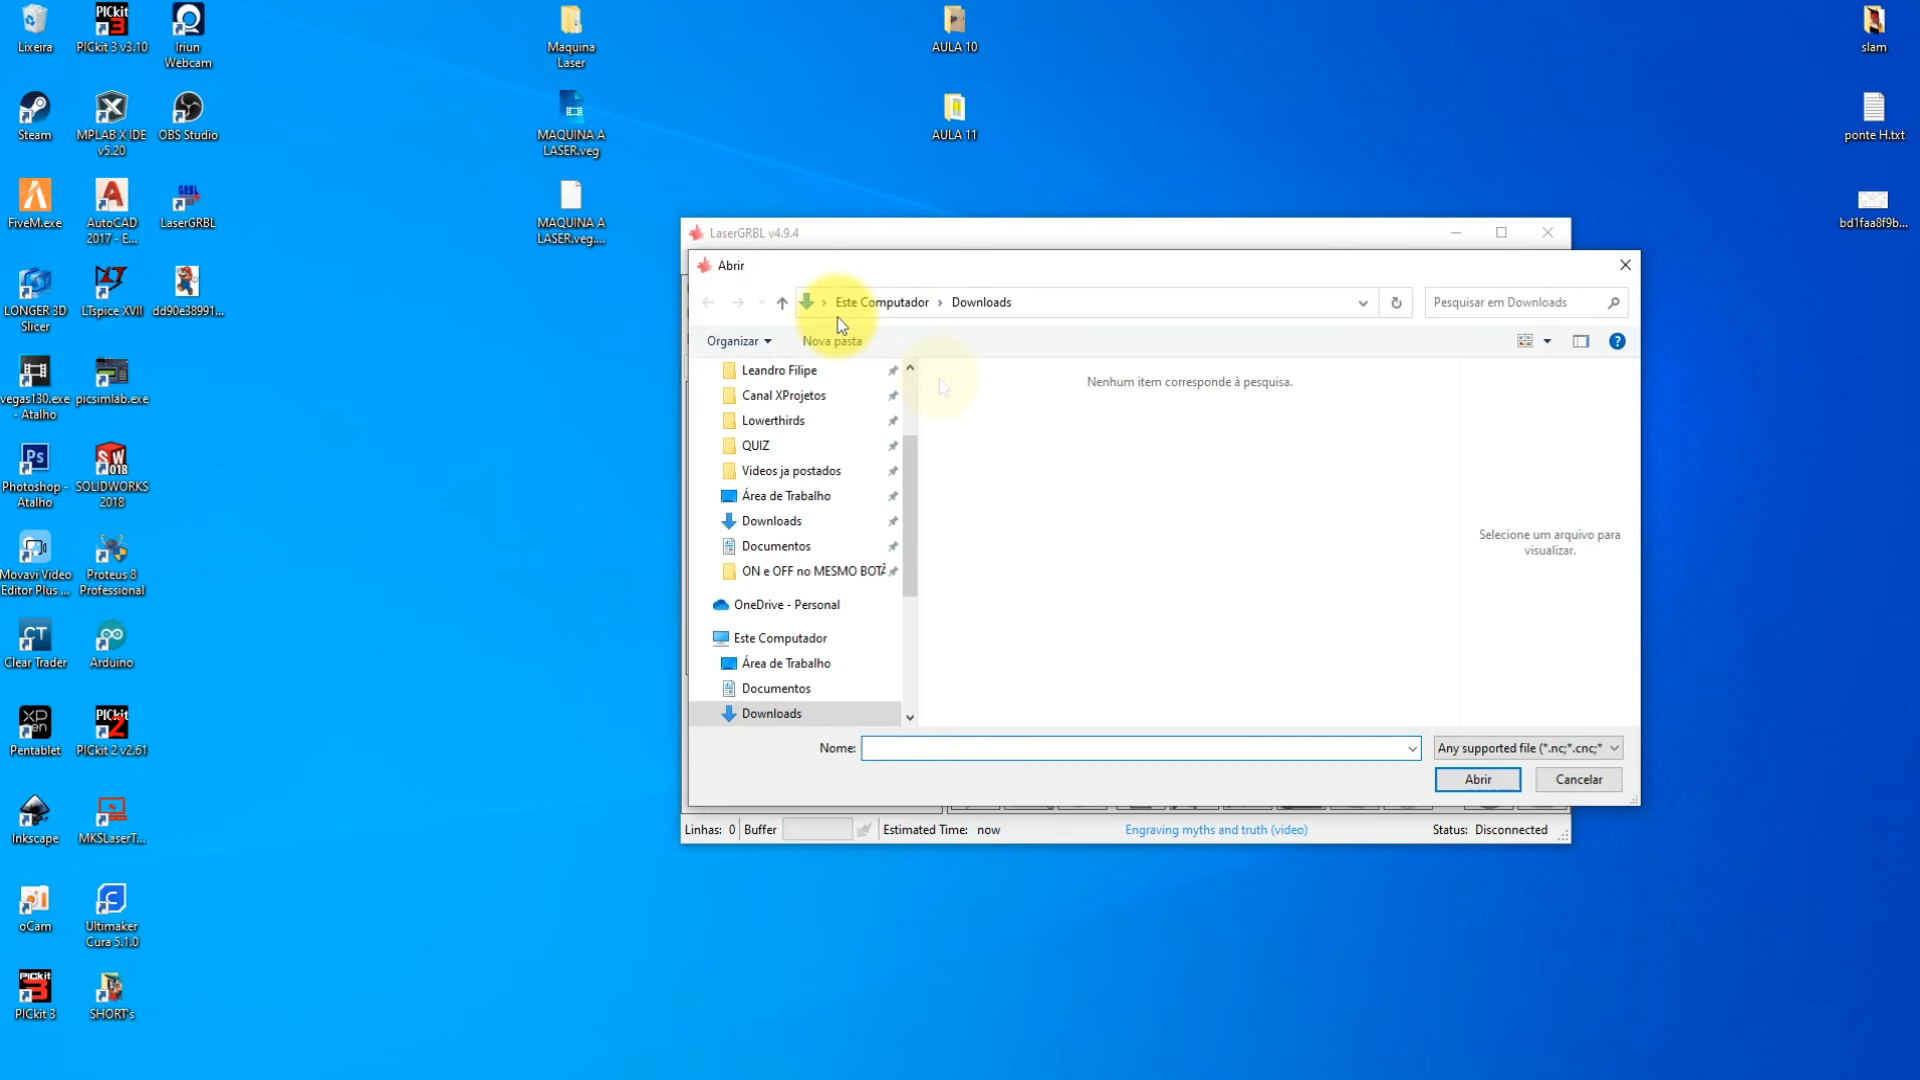 Lixeira
PICkit 3 v3.10
Iriun
Webcam
Maquina
Laser
AULA 10
slam
Steam
MPLAB X IDE
v5.20
OBS Studio
MAQUINA A
LASER.veg
AULA 11
ponte H.txt
FiveM.exe
AutoCAD
2017 - E...
LaserGRBL
MAQUINA A
LASER.veg....
bd1faa8f9b...
LONGER 3D
Slicer
LTspice XVII
dd90e38991...
vegas130.exe
- Atalho
picsimlab.exe
Photoshop -
Atalho
SOLIDWORKS
2018
Movavi Video
Editor Plus ...
Proteus 8
Professional
Clear Trader
Arduino
Pentablet
PICkit 2 v2.61
Inkscape
MKSLaserT...
oCam
Ultimaker
Cura 5.1.0
PICkit 3
SHORT's
LaserGRBL v4.9.4
Abrir
Este Computador > Downloads
Pesquisar em Downloads
Organizar
Nova pasta
Leandro Filipe
Canal XProjetos
Lowerthirds
QUIZ
Videos ja postados
Área de Trabalho
Downloads
Documentos
ON e OFF no MESMO BOTÃ
OneDrive - Personal
Este Computador
Área de Trabalho
Documentos
Downloads
Nenhum item corresponde à pesquisa.
Selecione um arquivo para
visualizar.
Nome:
Any supported file (*.nc;*.cnc;*
Abrir
Cancelar
Linhas: 0
Buffer
Estimated Time: now
Engraving myths and truth (video)
Status: Disconnected